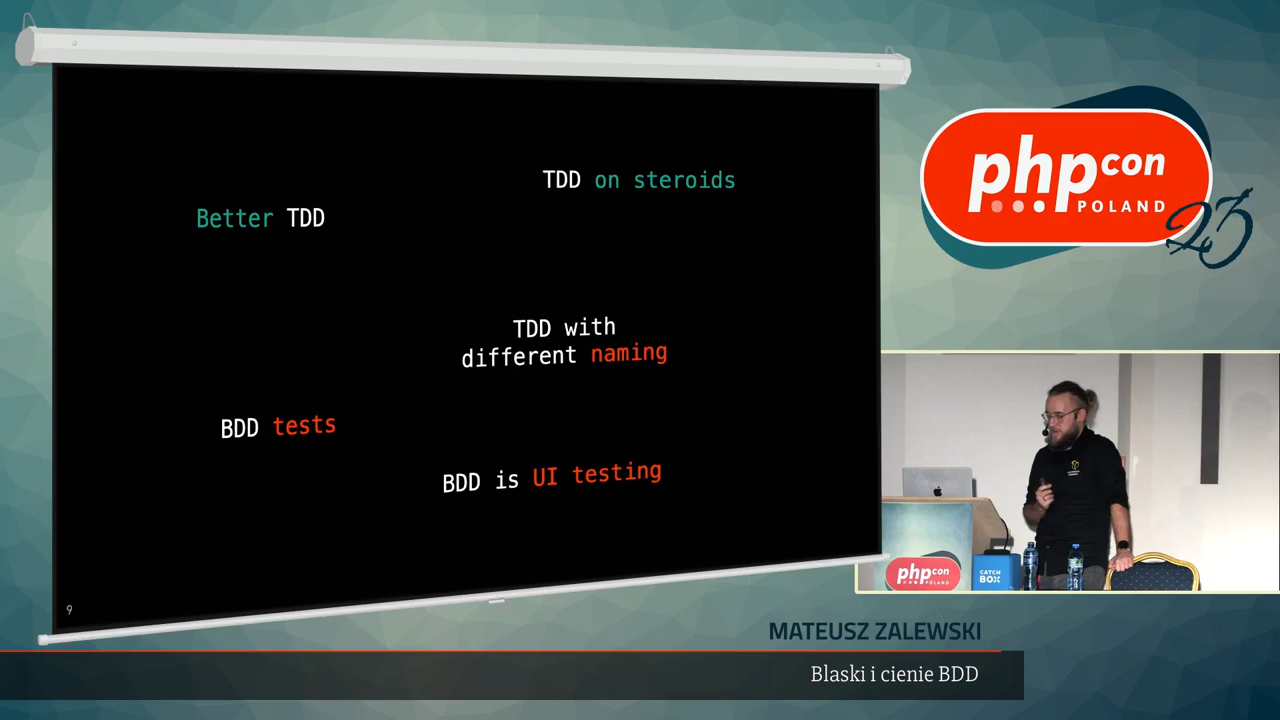 TDD on steroids
Better TDD
TDD with
different naming
BDD tests
BDD is UI testing
9
phpcon
POLAND
23
phpcon
CATCH
BOX
MATEUSZ ZALEWSKI
Blaski i cienie BDD